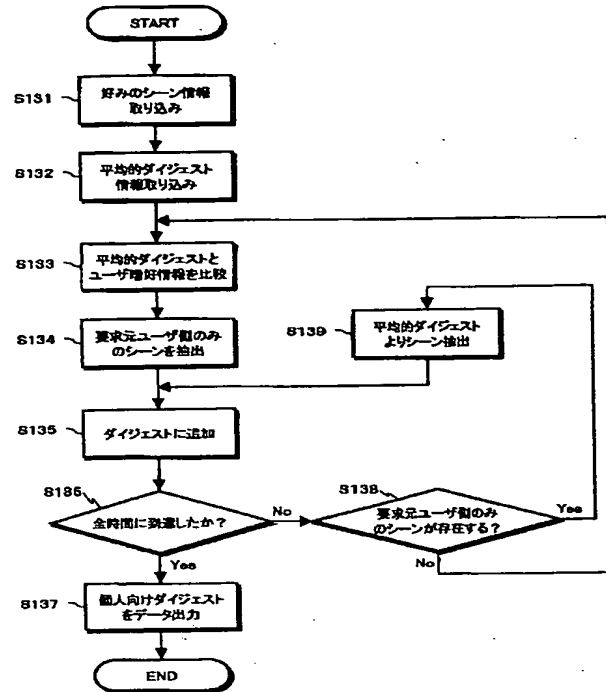 START
S131
好みのシーン情報
取り込み
S132
平均的ダイジェスト
情報取り込み
S133
平均的ダイジェストと
ユーザ嗜好情報を比較
S134
要求元ユーザ側のみ
のシーンを抽出
S139
平均的ダイジェスト
よりシーン抽出
S135
ダイジェストに追加
S136
全時間に到達したか?
No
Yes
S138
要求元ユーザ側のみ
のシーンが存在する?
Yes
No
S137
個人向けダイジェスト
をデータ出力
END